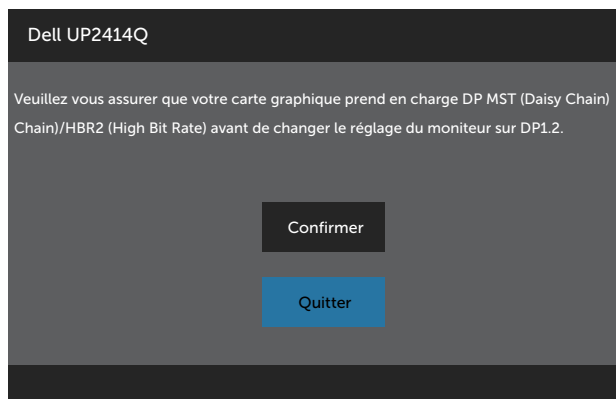 Dell UP2414Q
Veuillez vous assurer que votre carte graphique prend en charge DP MST (Daisy Chain)
Chain)/HBR2 (High Bit Rate) avant de changer le réglage du moniteur sur DP1.2.
Confirmer
Quitter